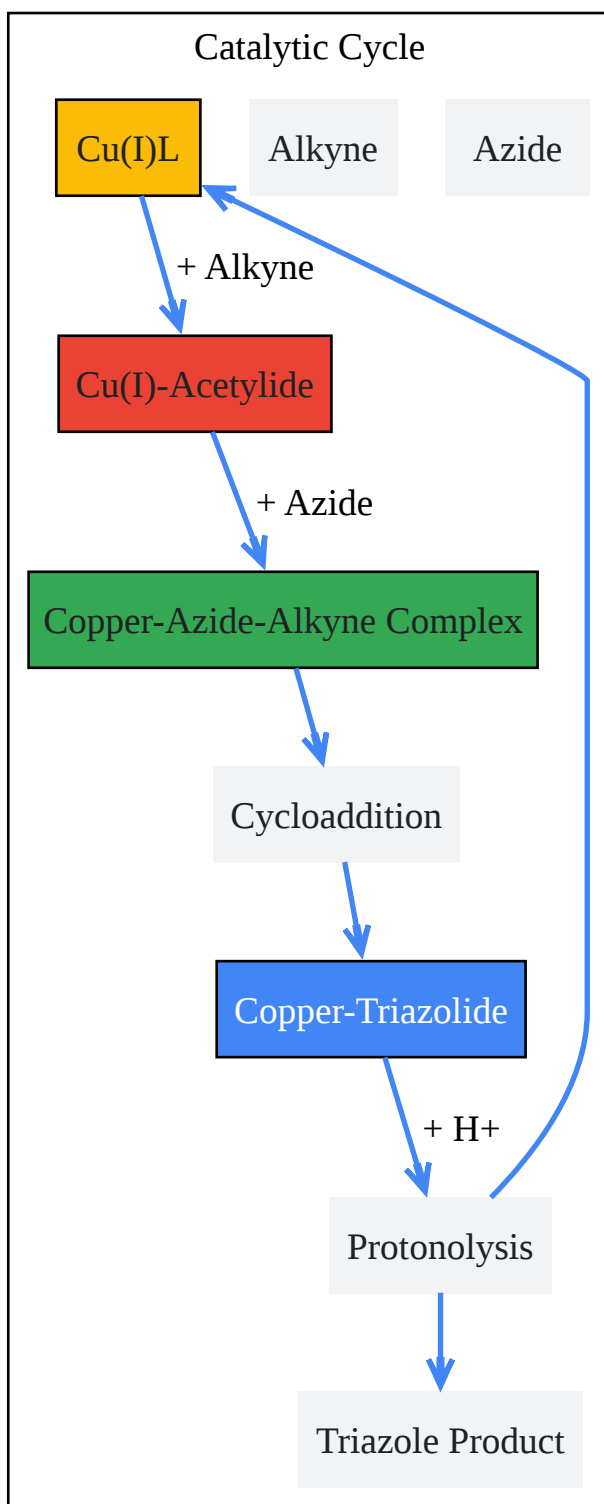 Catalytic Cycle
Cu(I)L
Alkyne
Azide
+ Alkyne
Cu(I)-Acetylide
+ Azide
Copper-Azide-Alkyne Complex
Cycloaddition
Copper-Triazolide
+ H+
Protonolysis
Triazole Product